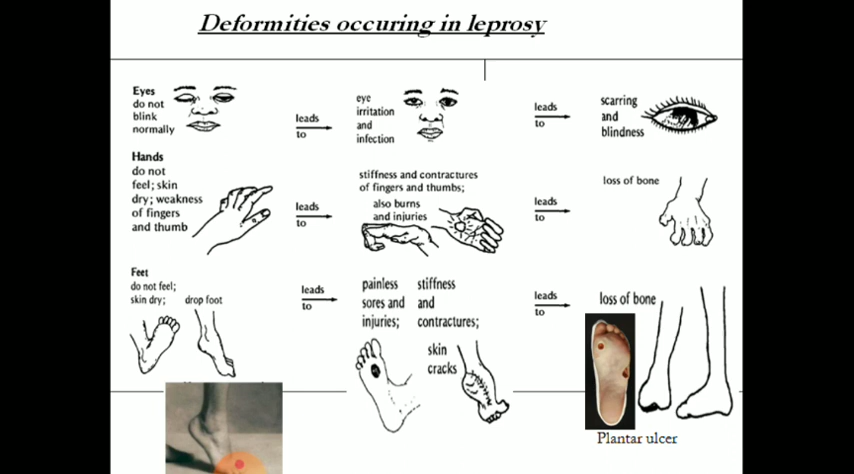 Deformities occuring in leprosy
Eyes
do not
blink
normally
leads
to
eye
irritation
and
infection
leads
to
scarring
and
blindness
Hands
do not
feel; skin
dry; weakness
of fingers
and thumb
leads
to
stiffness and contractures
of fingers and thumbs;
also burns
and injuries
leads
to
loss of bone
Feet
do not feel;
skin dry;
drop foot
leads
to
painless
sores and
injuries;
stiffness
and
contractures;
skin
cracks
leads
to
loss of bone
Plantar ulcer